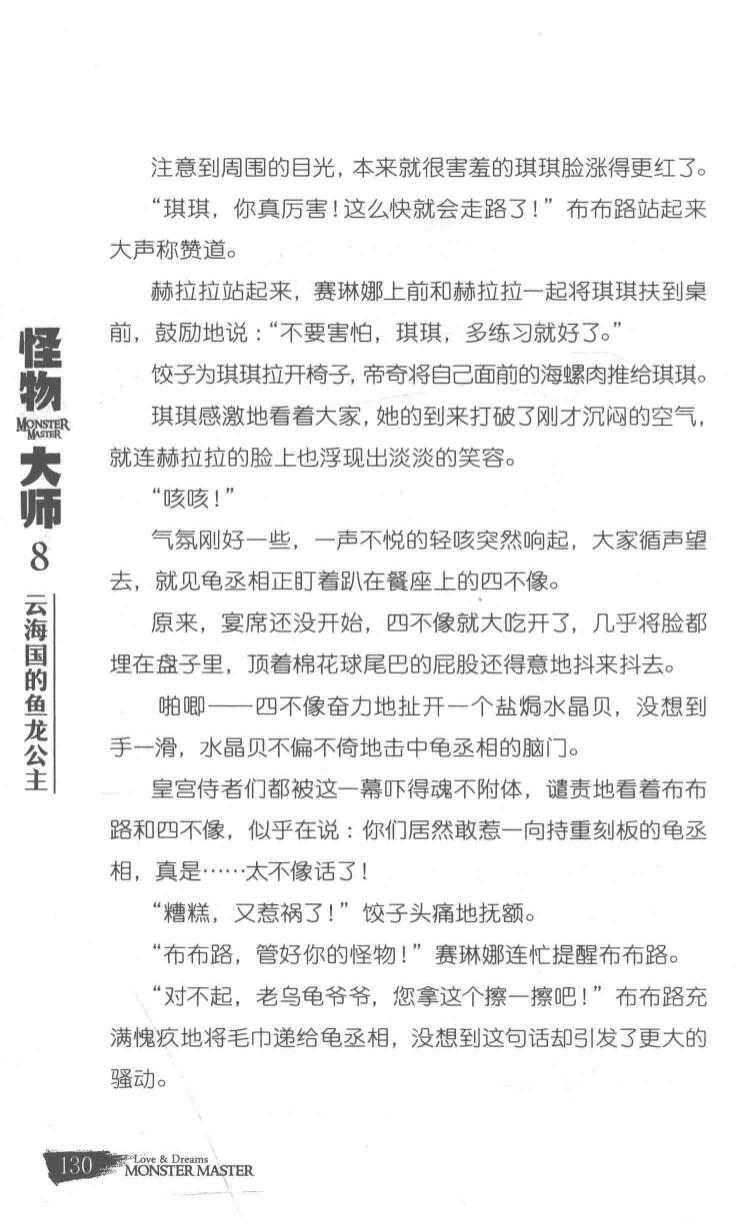 注意到周围的目光，本来就很害羞的琪琪脸涨得更红了。
“琪琪，你真厉害！这么快就会走路了！”布布路站起来
大声称赞道。
赫拉拉站起来，赛琳娜上前和赫拉拉一起将琪琪扶到桌
前，鼓励地说：“不要害怕，琪琪，多练习就好了。”
饺子为琪琪拉开椅子，帝奇将自己面前的海螺肉推给琪琪。
琪琪感激地看着大家，她的到来打破了刚才沉闷的空气，
就连赫拉拉的脸上也浮现出淡淡的笑容。
“咳咳！”
气氛刚好一些，一声不悦的轻咳突然响起，大家循声望
去，就见龟丞相正盯着趴在餐座上的四不像。
原来，宴席还没开始，四不像就大吃开了，几乎将脸都
埋在盘子里，顶着棉花球尾巴的屁股还得意地抖来抖去。
啪唧——四不像奋力地扯开一个盐焗水晶贝，没想到
手一滑，水晶贝不偏不倚地击中龟丞相的脑门。
皇宫侍者们都被这一幕吓得魂不附体，谴责地看着布布
路和四不像，似乎在说：你们居然敢惹一向持重刻板的龟丞
相，真是……太不像话了！
“糟糕，又惹祸了！”饺子头痛地抚额。
“布布路，管好你的怪物！”赛琳娜连忙提醒布布路。
“对不起，老乌龟爷爷，您拿这个擦一擦吧！”布布路充
满愧疚地将毛巾递给龟丞相，没想到这句话却引发了更大的
骚动。
怪物
MONSTER
MASTER
大师
8
云海国的鱼龙公主
130
Love & Dreams
MONSTER MASTER